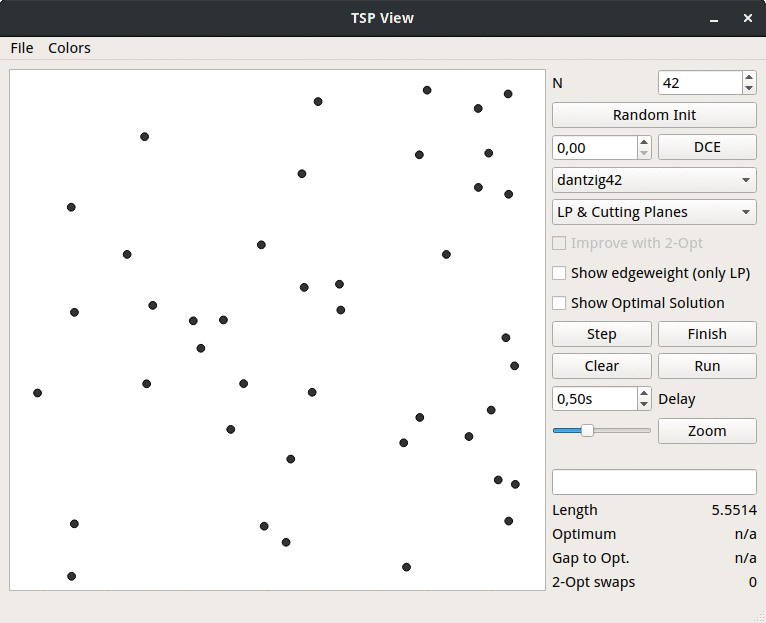 TSP View
File Colors
N 42
Random Init
0,00 DCE
dantzig42
LP & Cutting Planes
Improve with 2-Opt
Show edgeweight (only LP)
Show Optimal Solution
Step Finish
Clear Run
0,50s Delay
Zoom
Length 5.5514
Optimum n/a
Gap to Opt. n/a
2-Opt swaps 0